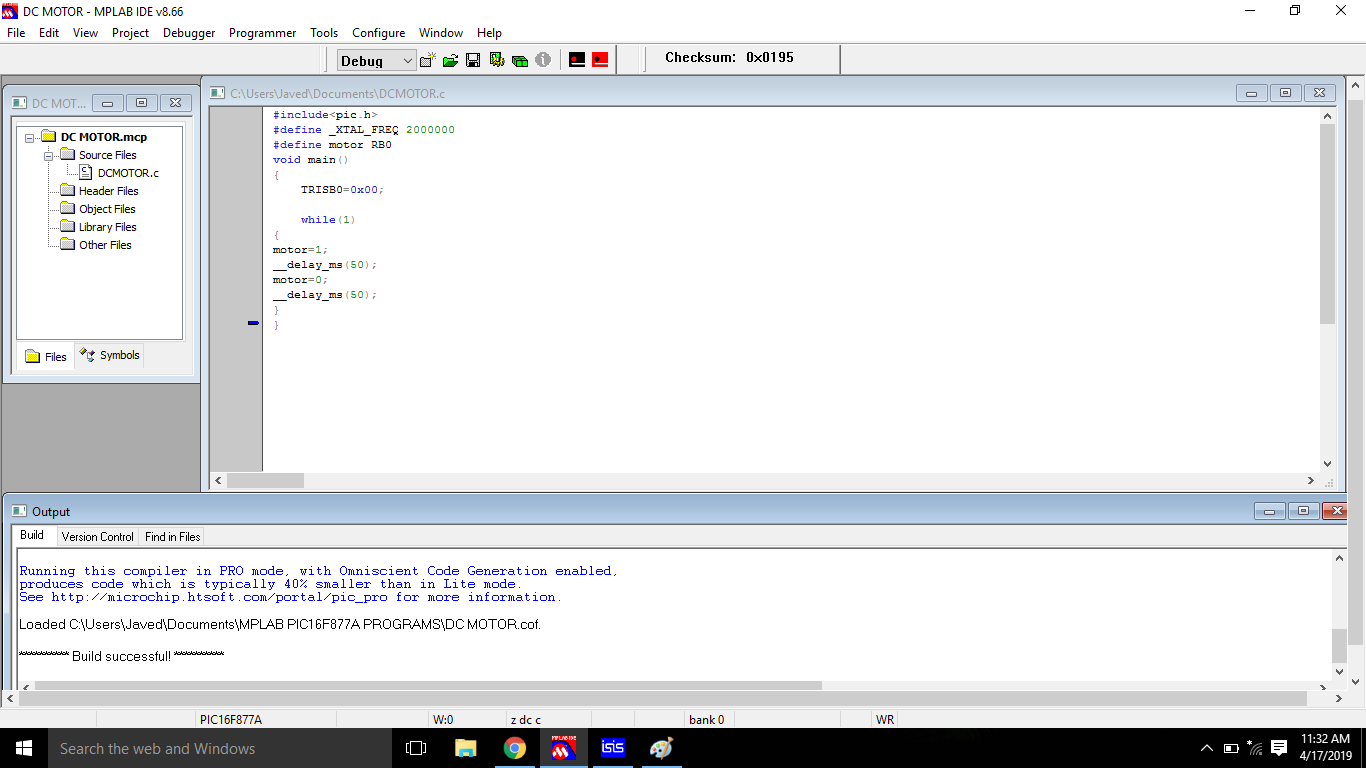 DC MOTOR - MPLAB IDE v8.66
File Edit View Project Debugger Programmer Tools Configure Window Help
Debug
Checksum: 0x0195
DC MOT...
DC MOTOR.mcp
Source Files
DCMOTOR.c
Header Files
Object Files
Library Files
Other Files
Files
Symbols
C:\Users\Javed\Documents\DCMOTOR.c
#include<pic.h>
#define _XTAL_FREQ 2000000
#define motor RB0
void main()
{
TRISB0=0x00;
while(1)
{
motor=1;
__delay_ms(50);
motor=0;
__delay_ms(50);
}
}
Output
Build Version Control Find in Files
Running this compiler in PRO mode, with Omniscient Code Generation enabled,
produces code which is typically 40% smaller than in Lite mode.
See http://microchip.htsoft.com/portal/pic_pro for more information.
Loaded C:\Users\Javed\Documents\MPLAB PIC16F877A PROGRAMS\DC MOTOR.cof.
********** Build successful! **********
PIC16F877A W:0 z dc c bank 0 WR
Search the web and Windows
MPLAB IDE
isis
11:32 AM
4/17/2019